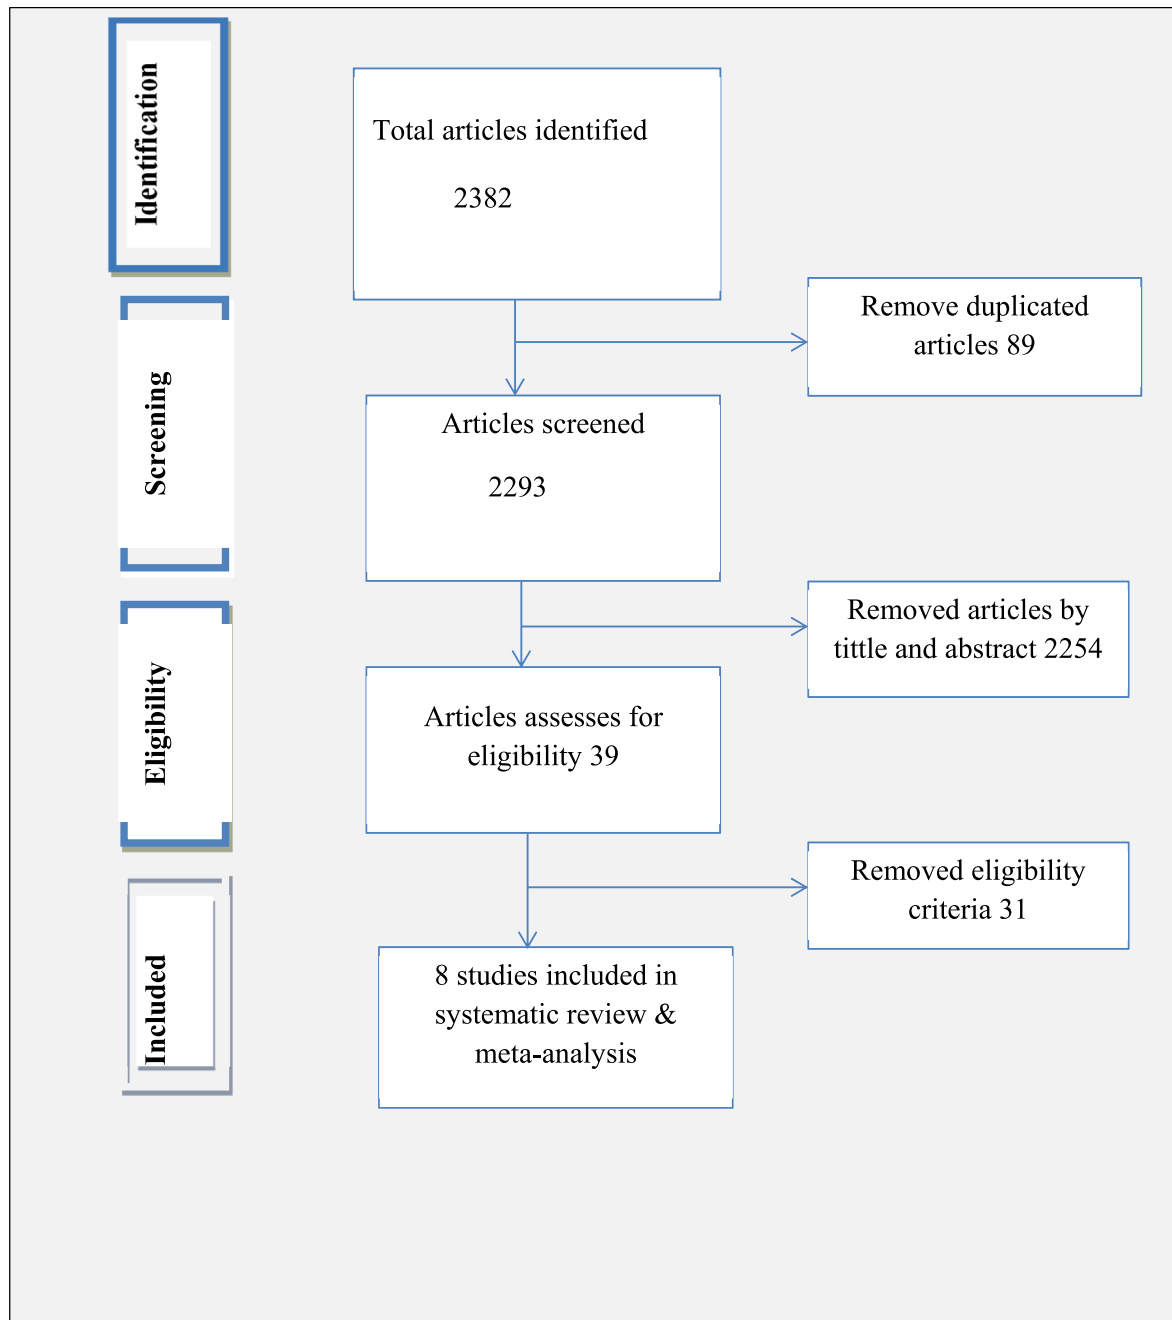 Identification
Total articles identified
2382
Remove duplicated
articles 89
Screening
Articles screened
2293
Removed articles by
tittle and abstract 2254
Eligibility
Articles assesses for
eligibility 39
Removed eligibility
criteria 31
Included
8 studies included in
systematic review &
meta-analysis